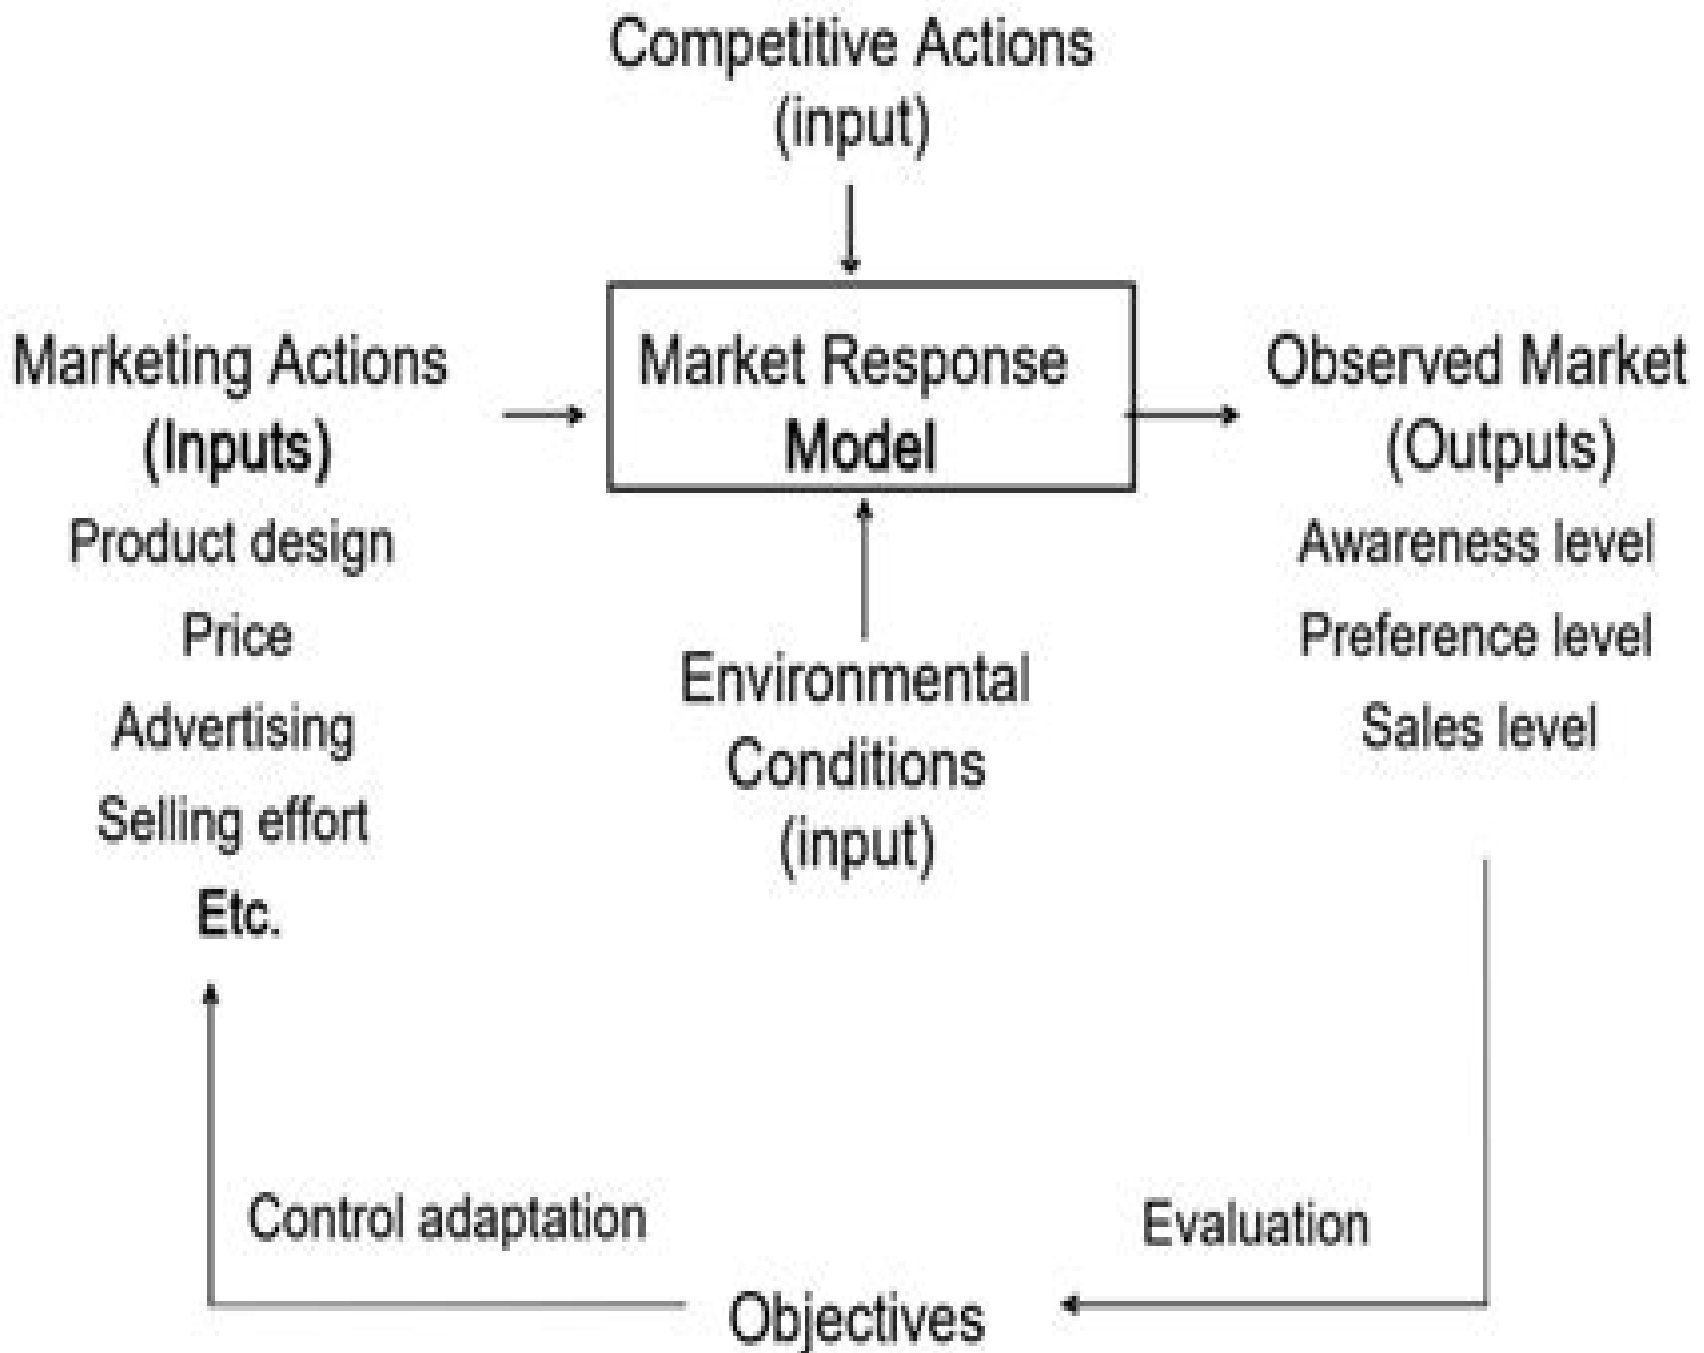 Competitive Actions
(input)
Marketing Actions
(Inputs)
Product design
Price
Advertising
Selling effort
Etc.
Market Response
Model
Environmental
Conditions
(input)
Observed Market
(Outputs)
Awareness level
Preference level
Sales level
Control adaptation
Evaluation
Objectives